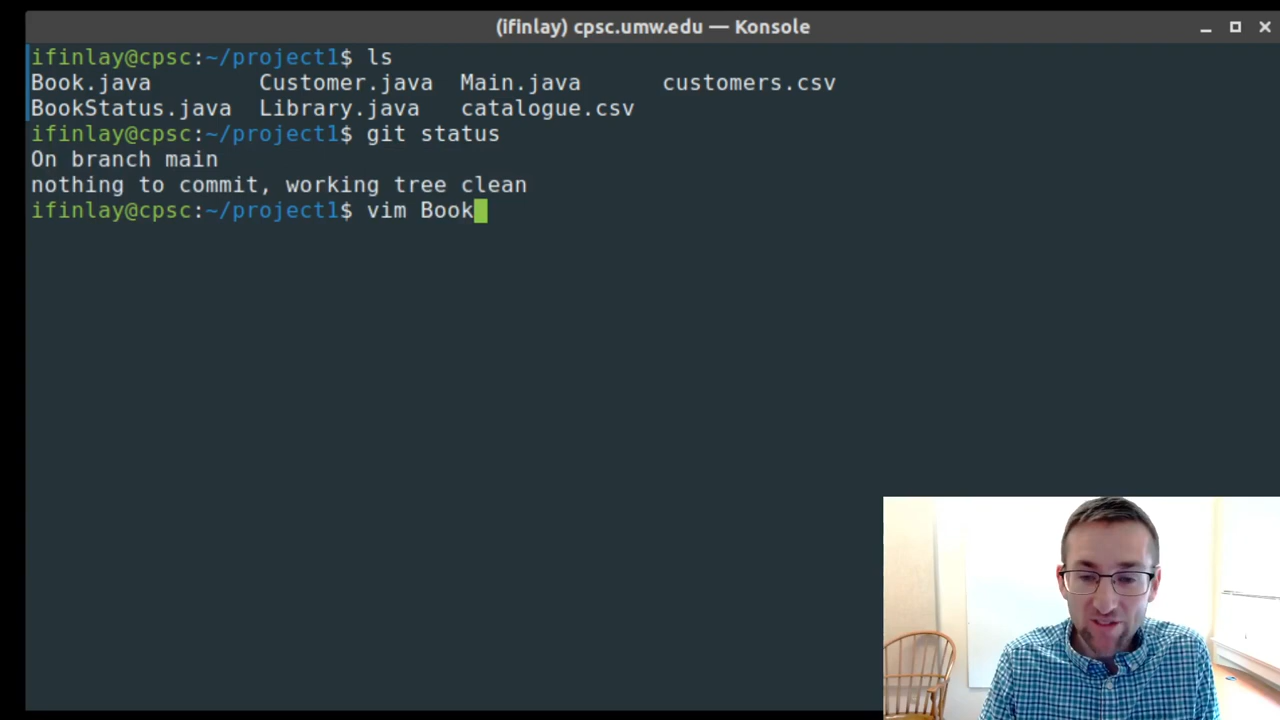 (ifinlay) cpsc.umw.edu — Konsole
ifinlay@cpsc:~/project1$ ls
Book.java        Customer.java  Main.java      customers.csv
BookStatus.java  Library.java   catalogue.csv
ifinlay@cpsc:~/project1$ git status
On branch main
nothing to commit, working tree clean
ifinlay@cpsc:~/project1$ vim Book